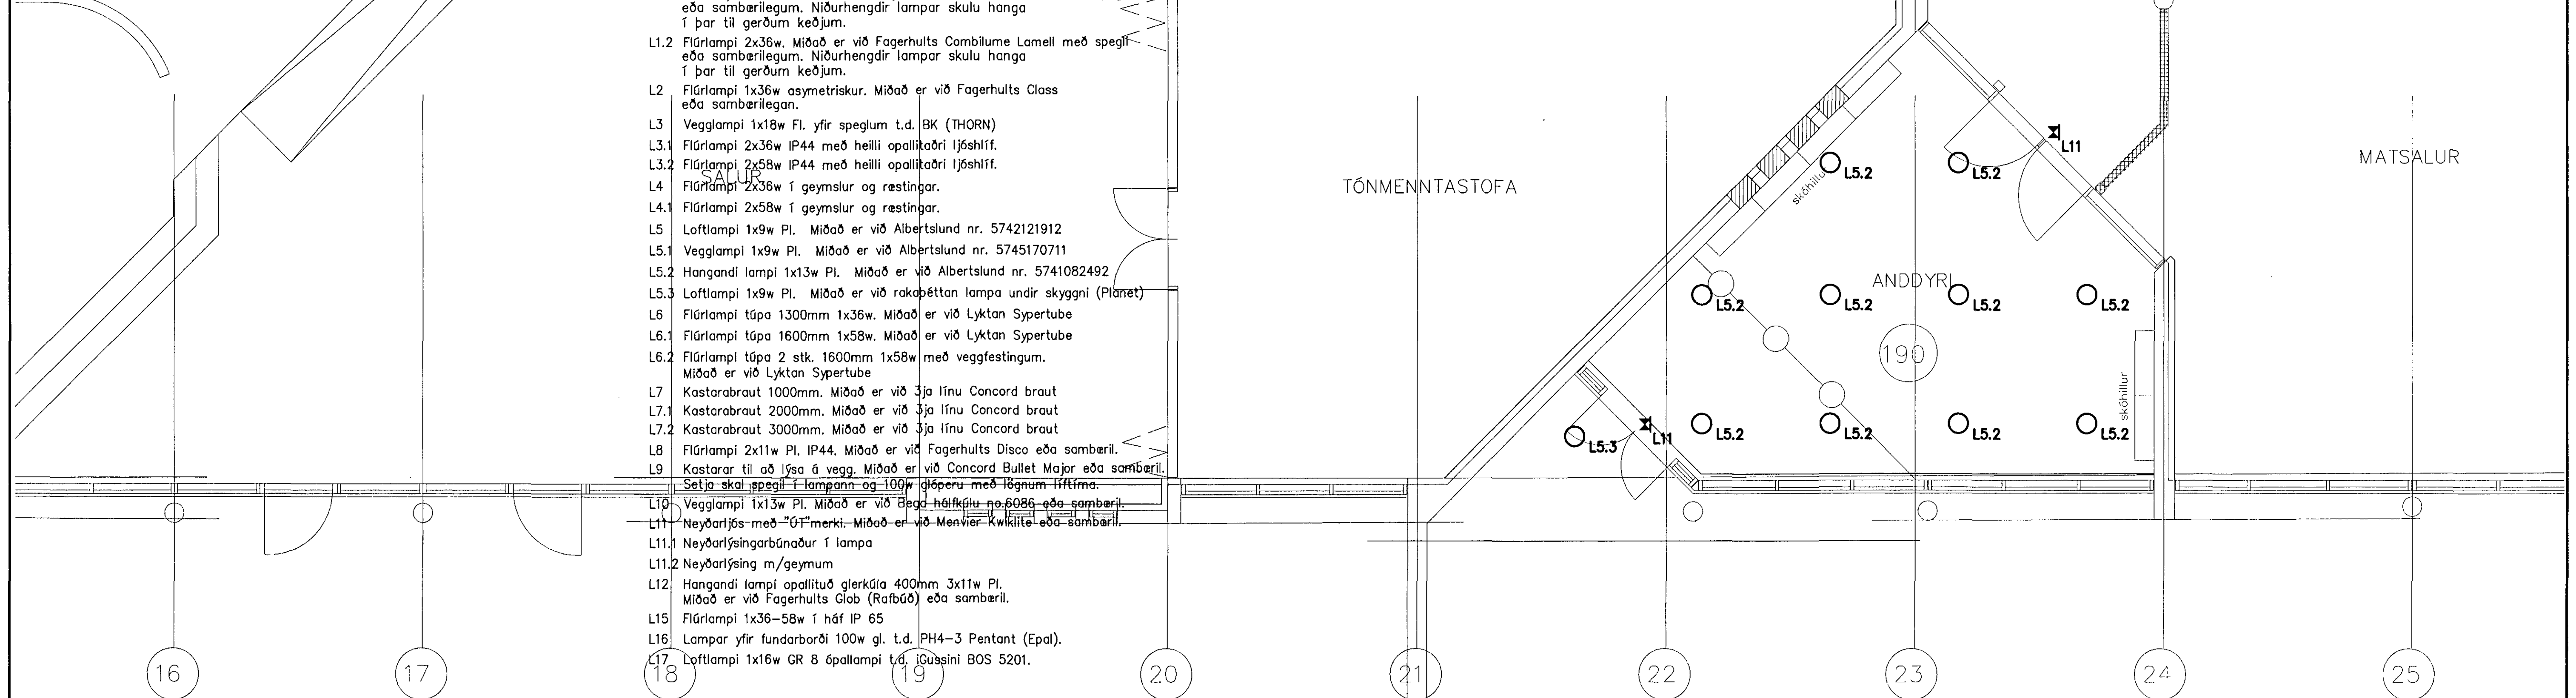 eða sambærilegum. Niðurhengdir lampar skulu hanga
í þar til gerðum keðjum.
L1.2 Flúrlampi 2x36w. Miðað er við Fagerhults Combilume Lamell með spegli
eða sambærilegum. Niðurhengdir lampar skulu hanga
í þar til gerðum keðjum.
L2 Flúrlampi 1x36w asymetriskur. Miðað er við Fagerhults Class
eða sambærilegan.
L3 Vegglampi 1x18w Fl. yfir speglum t.d. BK (THORN)
L3.1 Flúrlampi 2x36w IP44 með heilli opallitaðri ljóshlíf.
L3.2 Flúrlampi 2x58w IP44 með heilli opallitaðri ljóshlíf.
SALUR
L4 Flúrlampi 2x36w í geymslur og ræstingar.
L4.1 Flúrlampi 2x58w í geymslur og ræstingar.
L5 Loftlampi 1x9w Pl. Miðað er við Albertslund nr. 5742121912
L5.1 Vegglampi 1x9w Pl. Miðað er við Albertslund nr. 5745170711
L5.2 Hangandi lampi 1x13w Pl. Miðað er við Albertslund nr. 5741082492
L5.3 Loftlampi 1x9w Pl. Miðað er við rakaþéttan lampa undir skyggni (Planet)
L6 Flúrlampi túpa 1300mm 1x36w. Miðað er við Lyktan Sypertube
L6.1 Flúrlampi túpa 1600mm 1x58w. Miðað er við Lyktan Sypertube
L6.2 Flúrlampi túpa 2 stk. 1600mm 1x58w með veggfestingum.
Miðað er við Lyktan Sypertube
L7 Kastarabraut 1000mm. Miðað er við 3ja línu Concord braut
L7.1 Kastarabraut 2000mm. Miðað er við 3ja línu Concord braut
L7.2 Kastarabraut 3000mm. Miðað er við 3ja línu Concord braut
L8 Flúrlampi 2x11w Pl. IP44. Miðað er við Fagerhults Disco eða sambæril.
L9 Kastarar til að lýsa á vegg. Miðað er við Concord Bullet Major eða sambæril.
Setja skal spegil í lampann og 100w glóperu með lögnum líftíma.
L10 Vegglampi 1x13w Pl. Miðað er við Bega hálfkúlu no.6086 eða sambæril.
L11 Neyðarljós með "ÚT"merki. Miðað er við Menvier Kwiklite eða sambæril.
L11.1 Neyðarlýsingarbúnaður í lampa
L11.2 Neyðarlýsing m/geymum
L12 Hangandi lampi opallituð glerkúla 400mm 3x11w Pl.
Miðað er við Fagerhults Glob (Rafbúð) eða sambæril.
L15 Flúrlampi 1x36-58w í háf IP 65
L16 Lampar yfir fundarborði 100w gl. t.d. PH4-3 Pentant (Epal).
L17 Loftlampi 1x16w GR 8 ópallampi t.d. iGussini BOS 5201.
TÓNMENNTASTOFA
MATSALUR
L11
L5.2
L5.2
skóhillur
ANDDYRI
L5.2
L5.2
L5.2
L5.2
190
skóhillur
L5.3
L11
L5.2
L5.2
L5.2
L5.2
16
17
18
19
20
21
22
23
24
25